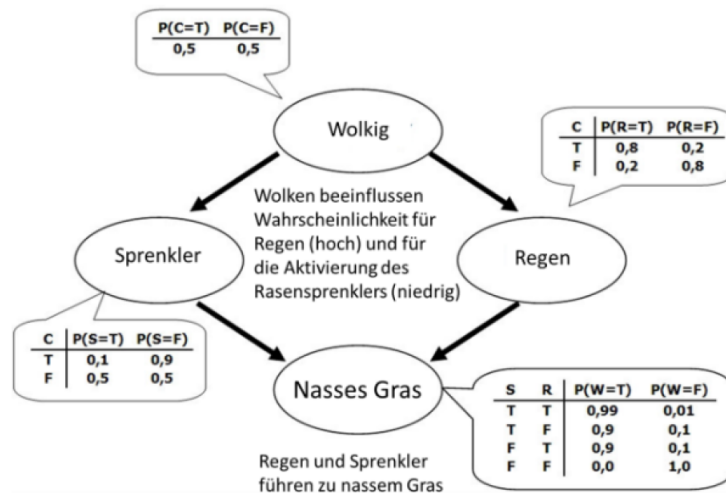 P(C=T) P(C=F)
0,5 0,5
Wolkig
C P(R=T) P(R=F)
T 0,8 0,2
F 0,2 0,8
Wolken beeinflussen
Wahrscheinlichkeit für
Regen (hoch) und für
die Aktivierung des
Rasensprenklers (niedrig)
Sprenkler
Regen
C P(S=T) P(S=F)
T 0,1 0,9
F 0,5 0,5
Nasses Gras
S R P(W=T) P(W=F)
T T 0,99 0,01
T F 0,9 0,1
F T 0,9 0,1
F F 0,0 1,0
Regen und Sprenkler
führen zu nassem Gras